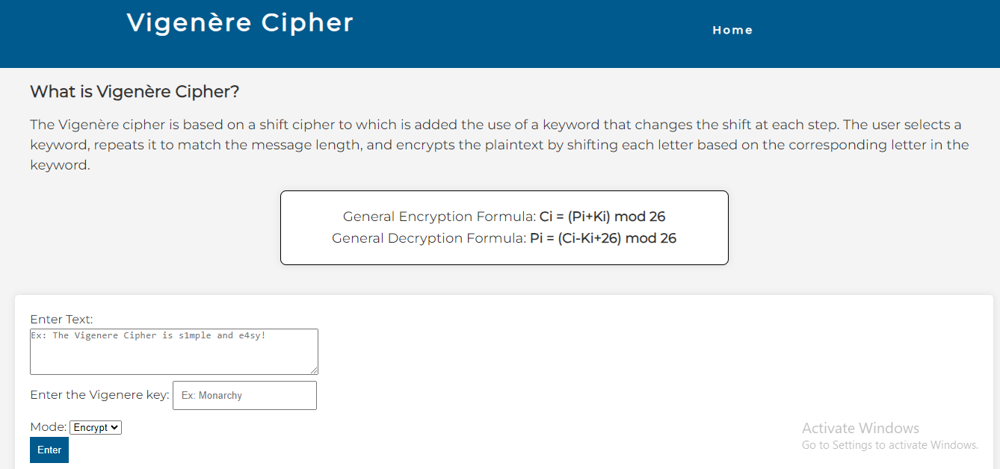 Vigenère Cipher
Home
What is Vigenère Cipher?
The Vigenère cipher is based on a shift cipher to which is added the use of a keyword that changes the shift at each step. The user selects a
keyword, repeats it to match the message length, and encrypts the plaintext by shifting each letter based on the corresponding letter in the
keyword.
General Encryption Formula: Ci = (Pi+Ki) mod 26
General Decryption Formula: Pi = (Ci-Ki+26) mod 26
Enter Text:
Ex: The Vigenere Cipher is s1mple and e4sy!
Enter the Vigenere key: Ex: Monarchy
Mode: Encrypt
Enter
Activate Windows
Go to Settings to activate Windows.